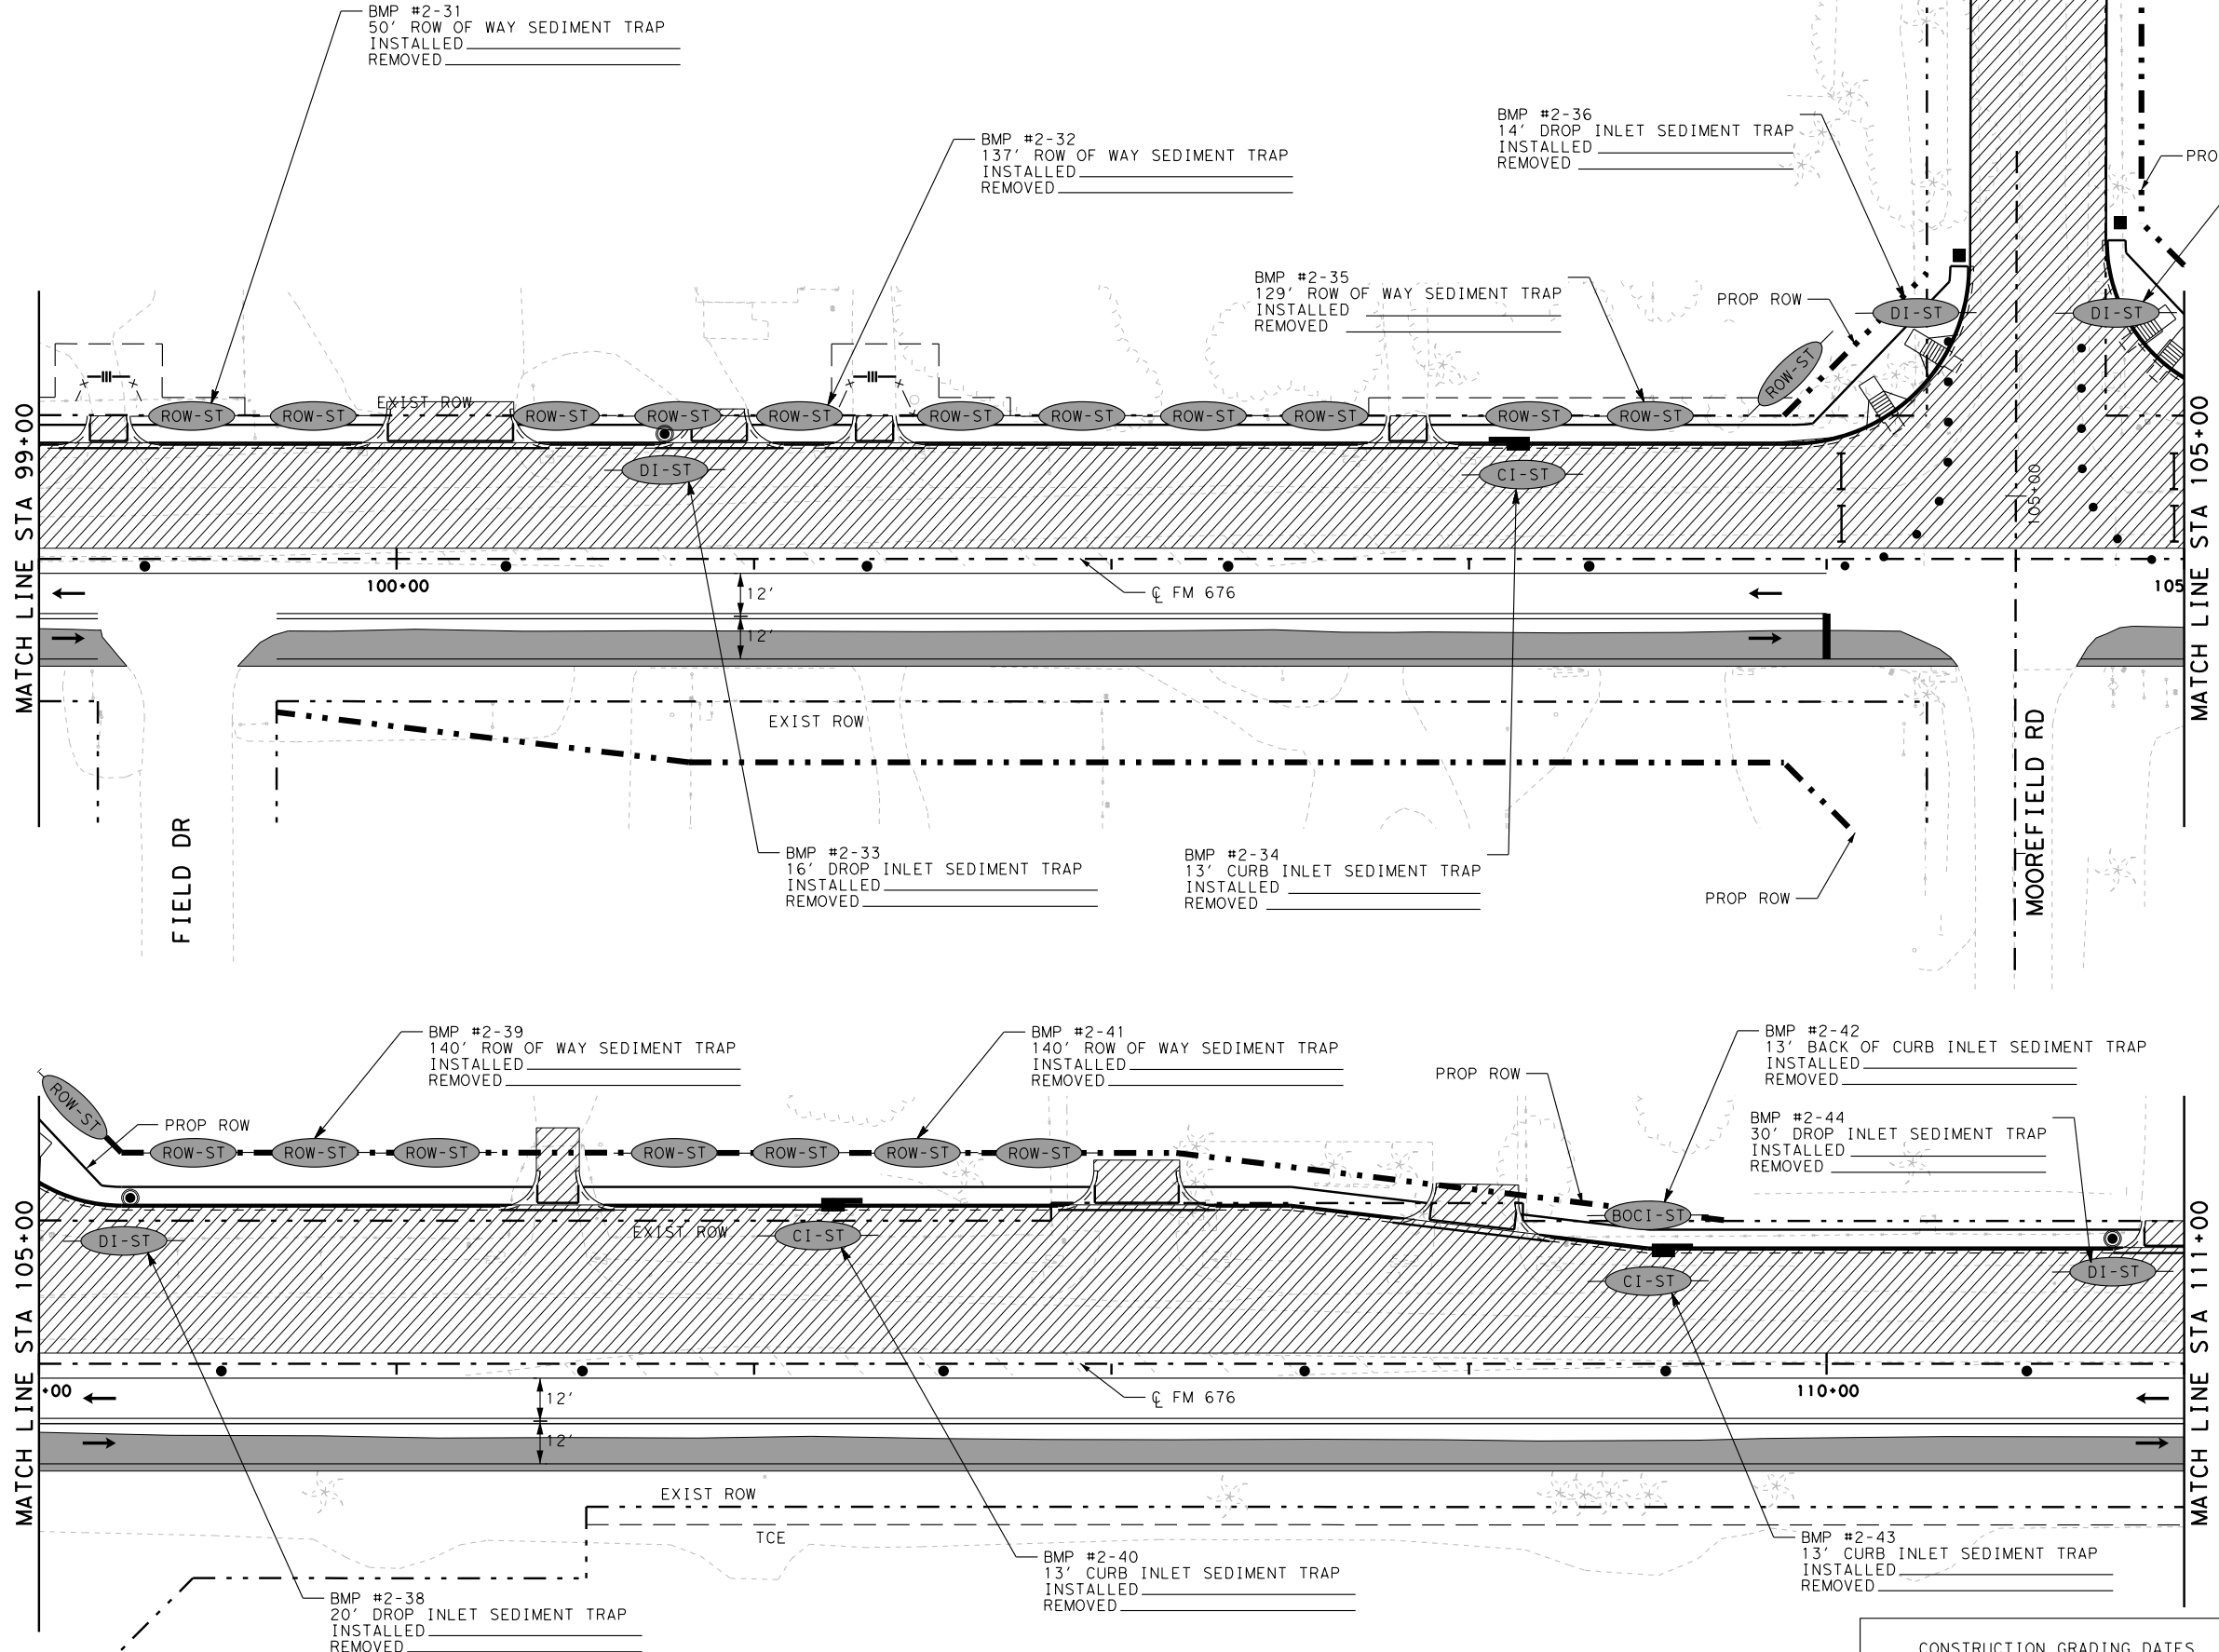 BMP #2-31
50' ROW OF WAY SEDIMENT TRAP
INSTALLED
REMOVED
BMP #2-32
137' ROW OF WAY SEDIMENT TRAP
INSTALLED
REMOVED
BMP #2-36
14' DROP INLET SEDIMENT TRAP
INSTALLED
REMOVED
PRO
BMP #2-35
129' ROW OF WAY SEDIMENT TRAP
INSTALLED
REMOVED
PROP ROW
DI-ST
DI-ST
ROW-ST
EXIST ROW
ROW-ST
ROW-ST
ROW-ST
ROW-ST
ROW-ST
ROW-ST
ROW-ST
ROW-ST
ROW-ST
ROW-ST
ROW-ST
DI-ST
CI-ST
MATCH LINE STA 99+00
MATCH LINE STA 105+00
105+00
100+00
12'
℄ FM 676
105
12'
EXIST ROW
FIELD DR
MOOREFIELD RD
BMP #2-33
16' DROP INLET SEDIMENT TRAP
INSTALLED
REMOVED
BMP #2-34
13' CURB INLET SEDIMENT TRAP
INSTALLED
REMOVED
PROP ROW
BMP #2-39
140' ROW OF WAY SEDIMENT TRAP
INSTALLED
REMOVED
BMP #2-41
140' ROW OF WAY SEDIMENT TRAP
INSTALLED
REMOVED
BMP #2-42
13' BACK OF CURB INLET SEDIMENT TRAP
INSTALLED
REMOVED
PROP ROW
BMP #2-44
30' DROP INLET SEDIMENT TRAP
INSTALLED
REMOVED
ROW-ST
PROP ROW
ROW-ST
ROW-ST
ROW-ST
ROW-ST
ROW-ST
ROW-ST
ROW-ST
BOCI-ST
DI-ST
EXIST ROW
CI-ST
CI-ST
DI-ST
MATCH LINE STA 105+00
MATCH LINE STA 111+00
+00
12'
℄ FM 676
110+00
12'
EXIST ROW
TCE
BMP #2-43
13' CURB INLET SEDIMENT TRAP
INSTALLED
REMOVED
BMP #2-40
13' CURB INLET SEDIMENT TRAP
INSTALLED
REMOVED
BMP #2-38
20' DROP INLET SEDIMENT TRAP
INSTALLED
REMOVED
CONSTRUCTION GRADING DATES